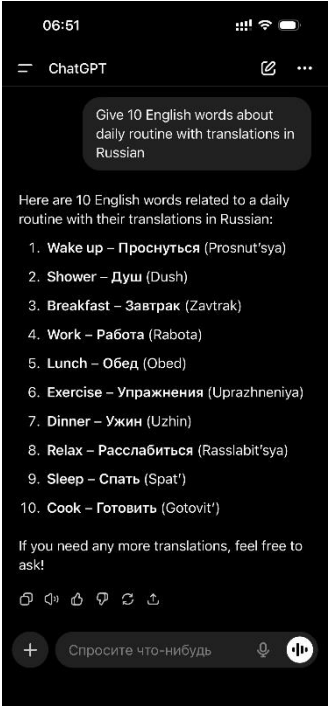 06:51
ChatGPT
Give 10 English words about
daily routine with translations in
Russian
Here are 10 English words related to a daily
routine with their translations in Russian:
1. Wake up – Проснуться (Prosnut'sya)
2. Shower – Душ (Dush)
3. Breakfast – Завтрак (Zavtrak)
4. Work – Работа (Rabota)
5. Lunch – Обед (Obed)
6. Exercise – Упражнения (Uprazhneniya)
7. Dinner – Ужин (Uzhin)
8. Relax – Расслабиться (Rasslabit'sya)
9. Sleep – Спать (Spat')
10. Cook – Готовить (Gotovit')
If you need any more translations, feel free to
ask!
Спросите что-нибудь